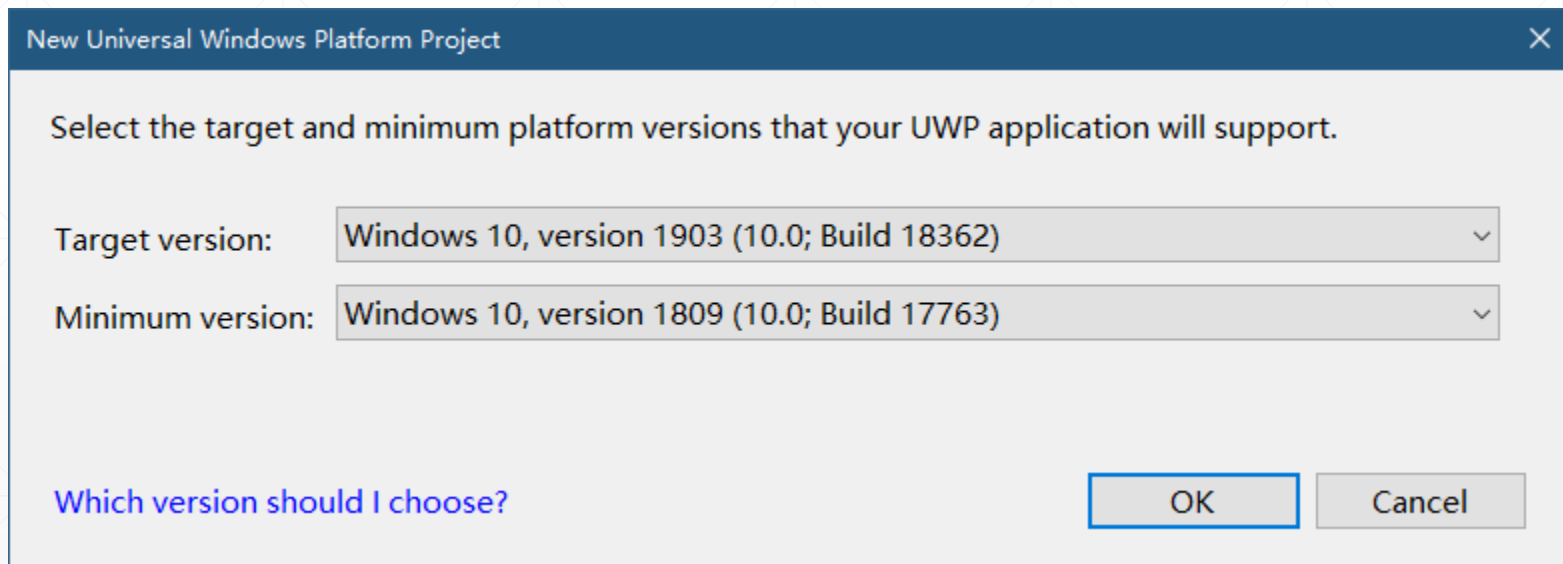 New Universal Windows Platform Project
Select the target and minimum platform versions that your UWP application will support.
Target version: Windows 10, version 1903 (10.0; Build 18362)
Minimum version: Windows 10, version 1809 (10.0; Build 17763)
Which version should I choose? OK Cancel